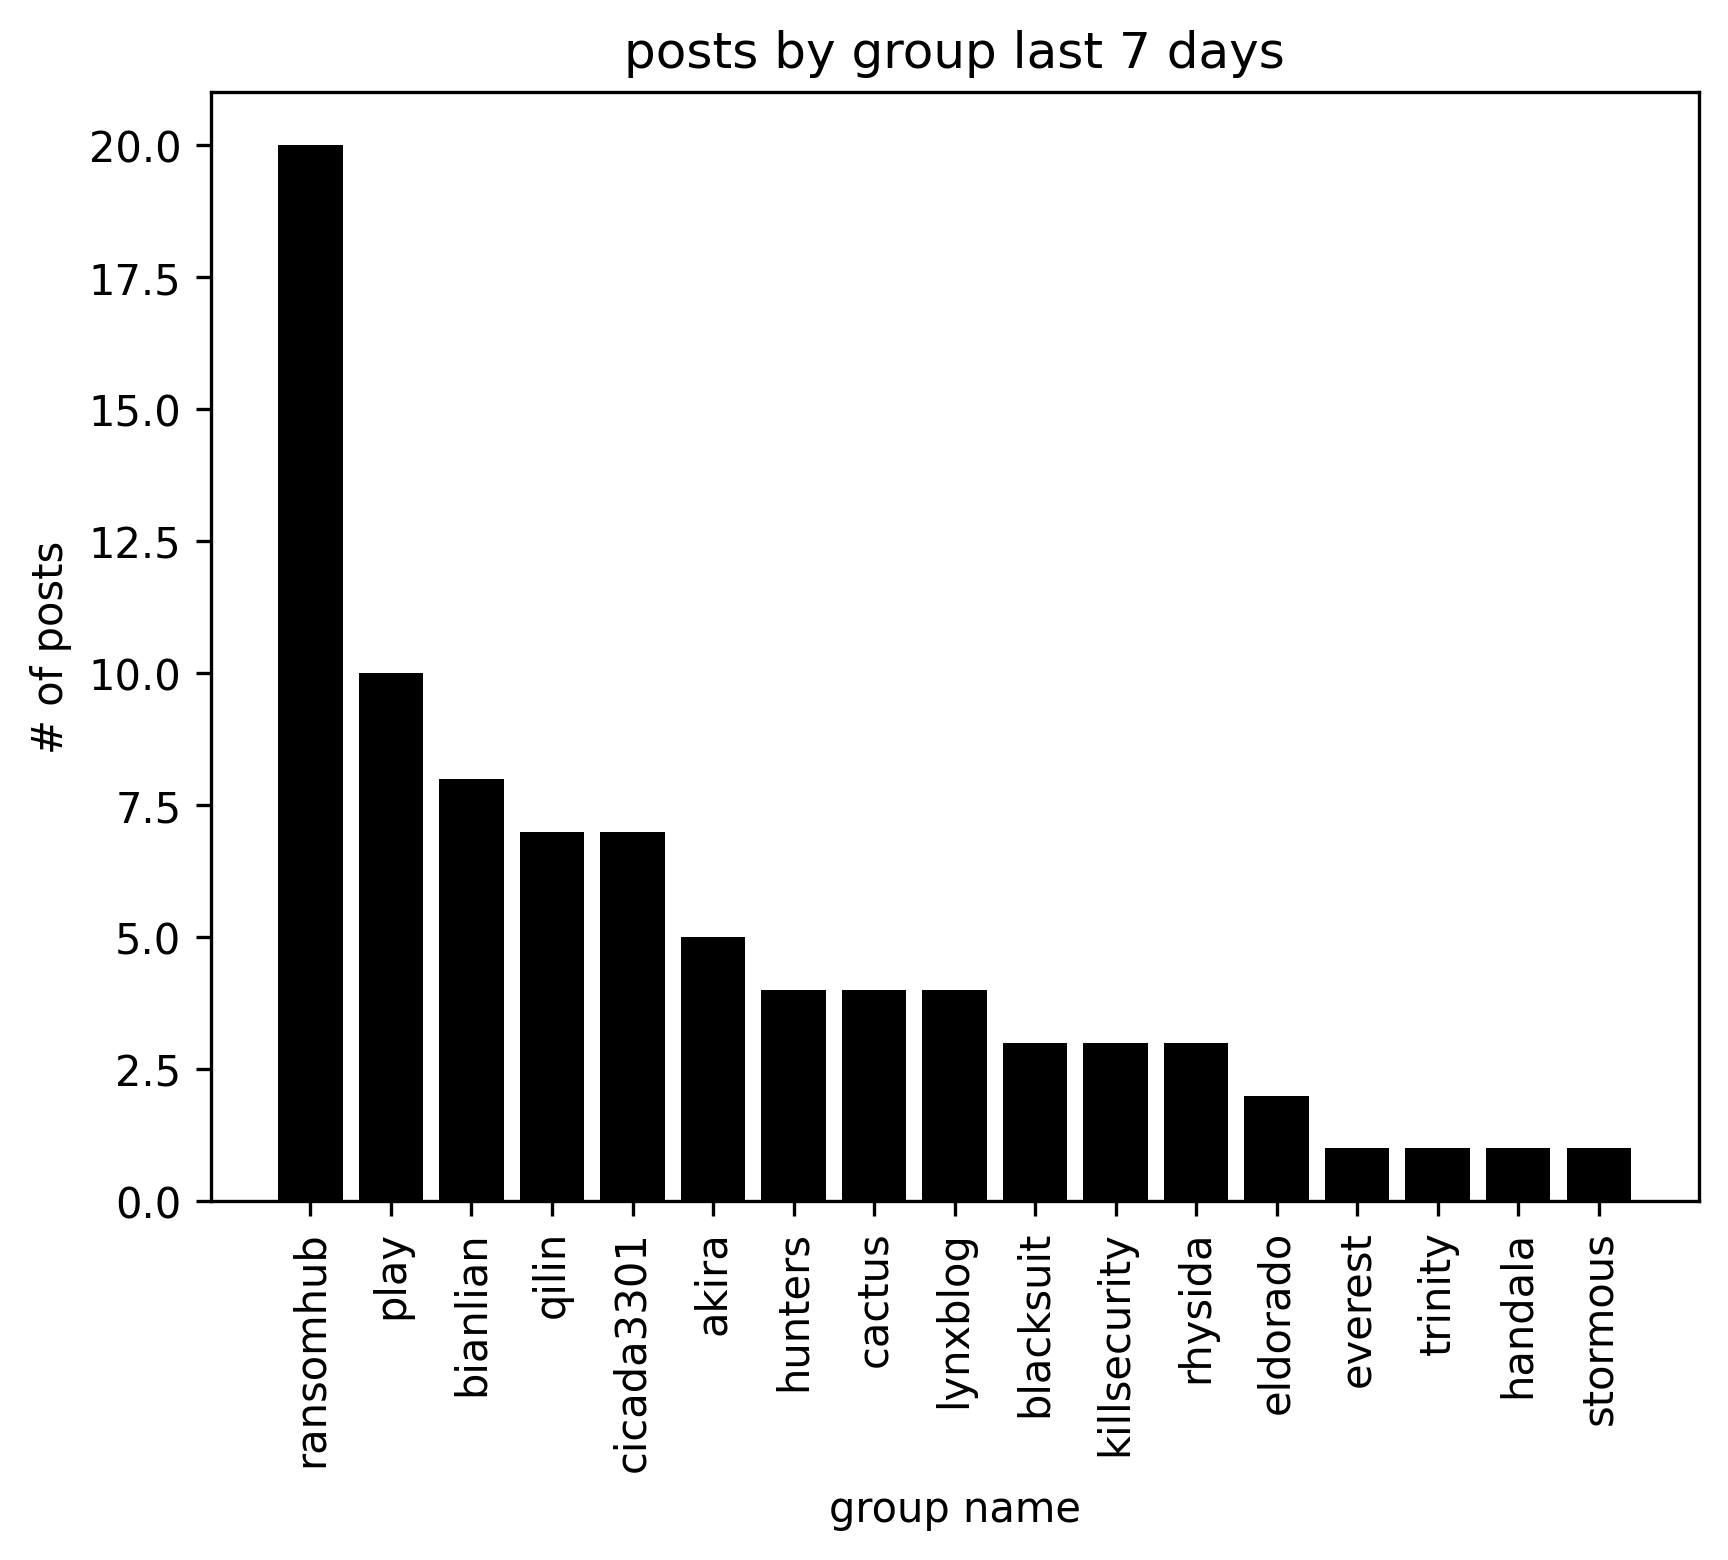 posts by group last 7 days
# of posts
20.0
17.5
15.0
12.5
10.0
7.5
5.0
2.5
0.0
ransomhub
play
bianlian
qilin
cicada3301
akira
hunters
cactus
lynxblog
blacksuit
killsecurity
rhysida
eldorado
everest
trinity
handala
stormous
group name